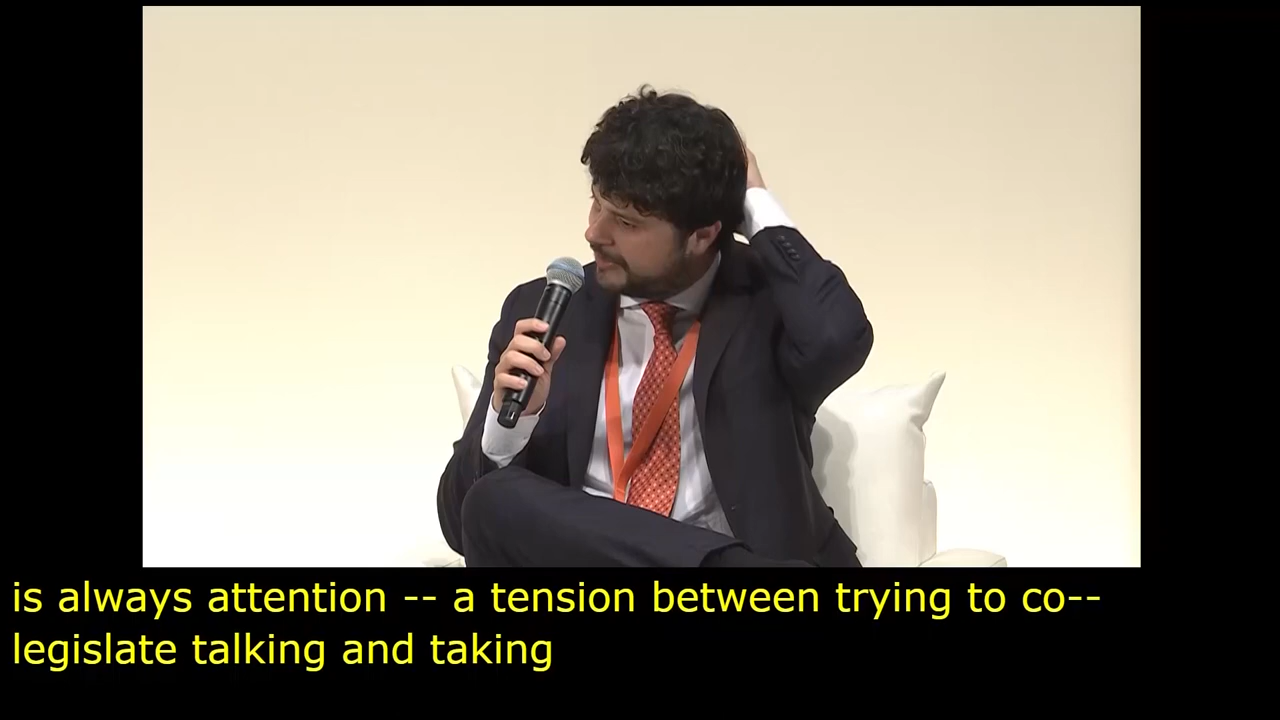 is always attention -- a tension between trying to co--
legislate talking and taking